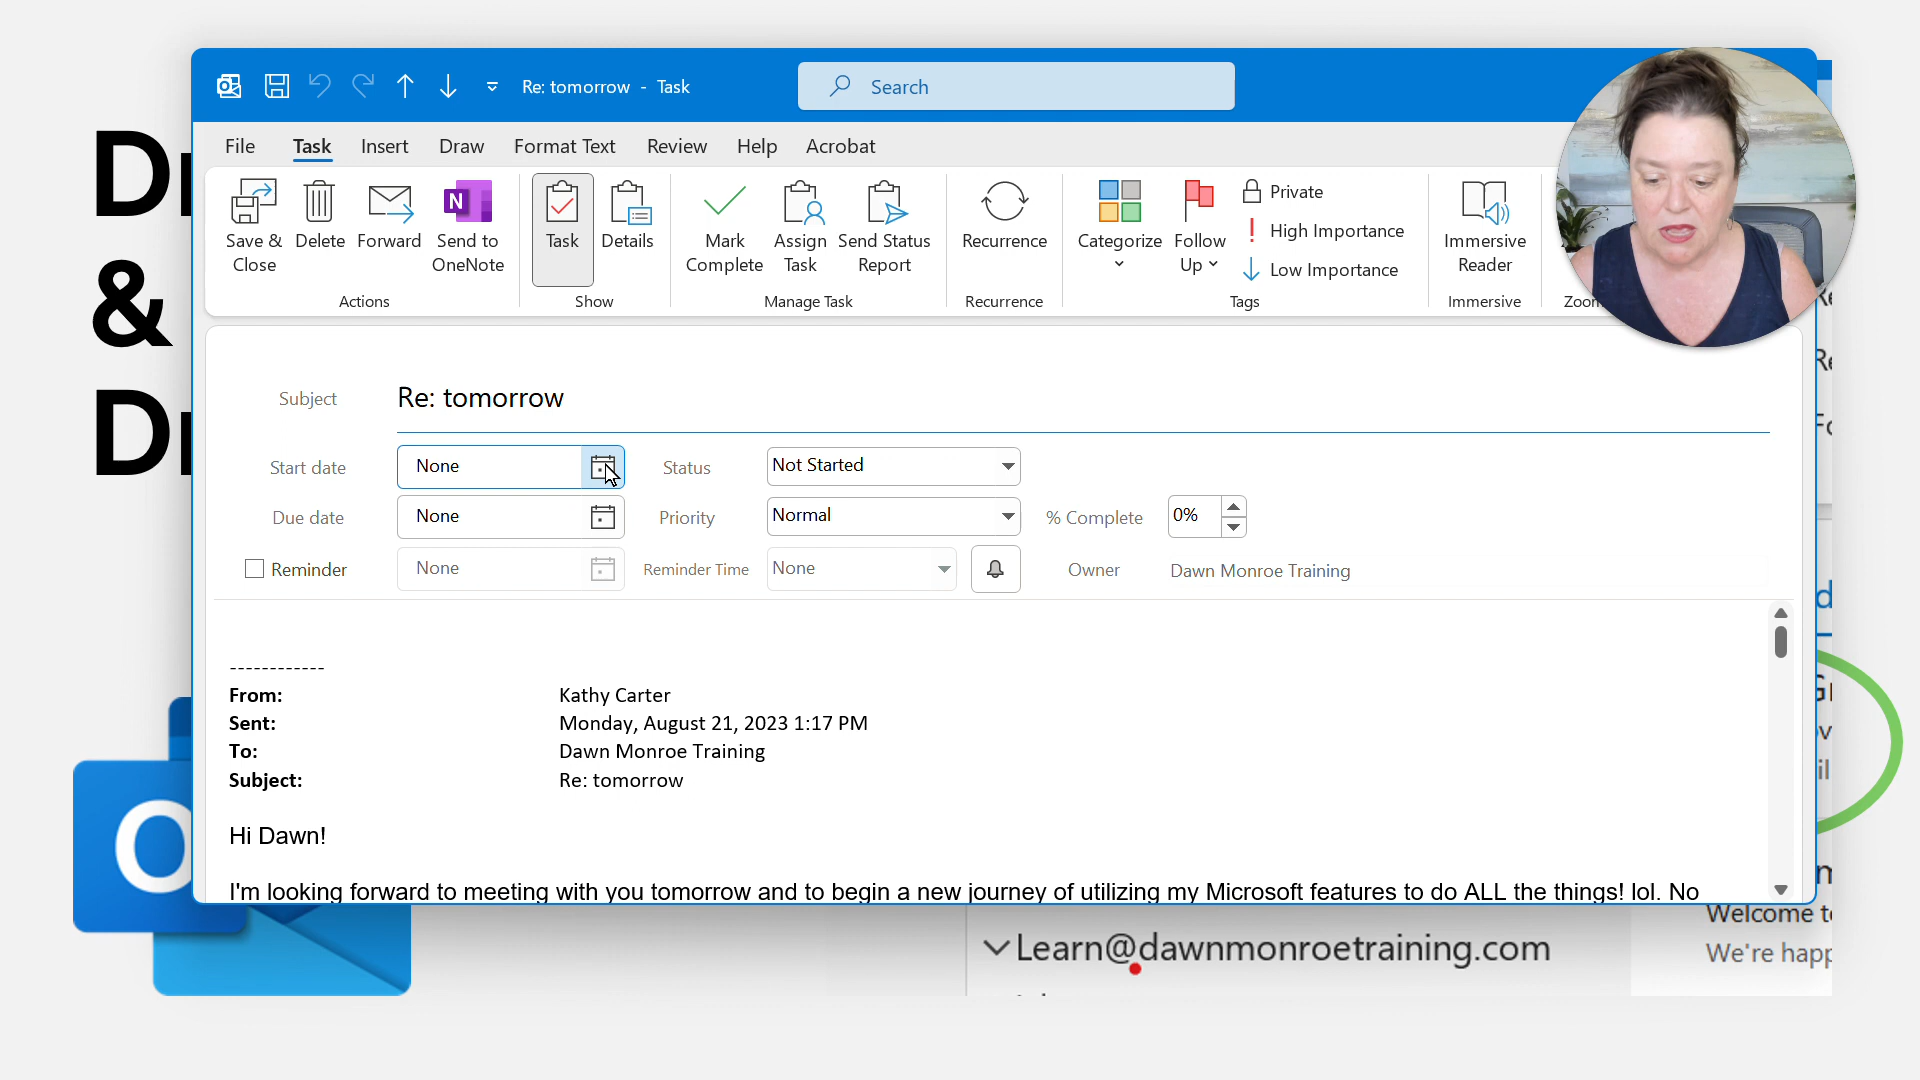 Re: tomorrow - Task
Search
File Task Insert Draw Format Text Review Help Acrobat
Save & Close
Delete
Forward
Send to OneNote
Task
Details
Mark Complete
Assign Task
Send Status Report
Recurrence
Categorize
Follow Up
Private
High Importance
Low Importance
Immersive Reader
Actions
Show
Manage Task
Recurrence
Tags
Immersive
&
Subject Re: tomorrow
Start date None Status Not Started
Due date None Priority Normal % Complete 0%
Reminder None Reminder Time None Owner Dawn Monroe Training
------------
From: Kathy Carter
Sent: Monday, August 21, 2023 1:17 PM
To: Dawn Monroe Training
Subject: Re: tomorrow
Hi Dawn!
I'm looking forward to meeting with you tomorrow and to begin a new journey of utilizing my Microsoft features to do ALL the things! lol. No
Learn@dawnmonroetraining.com
Welcome
We're